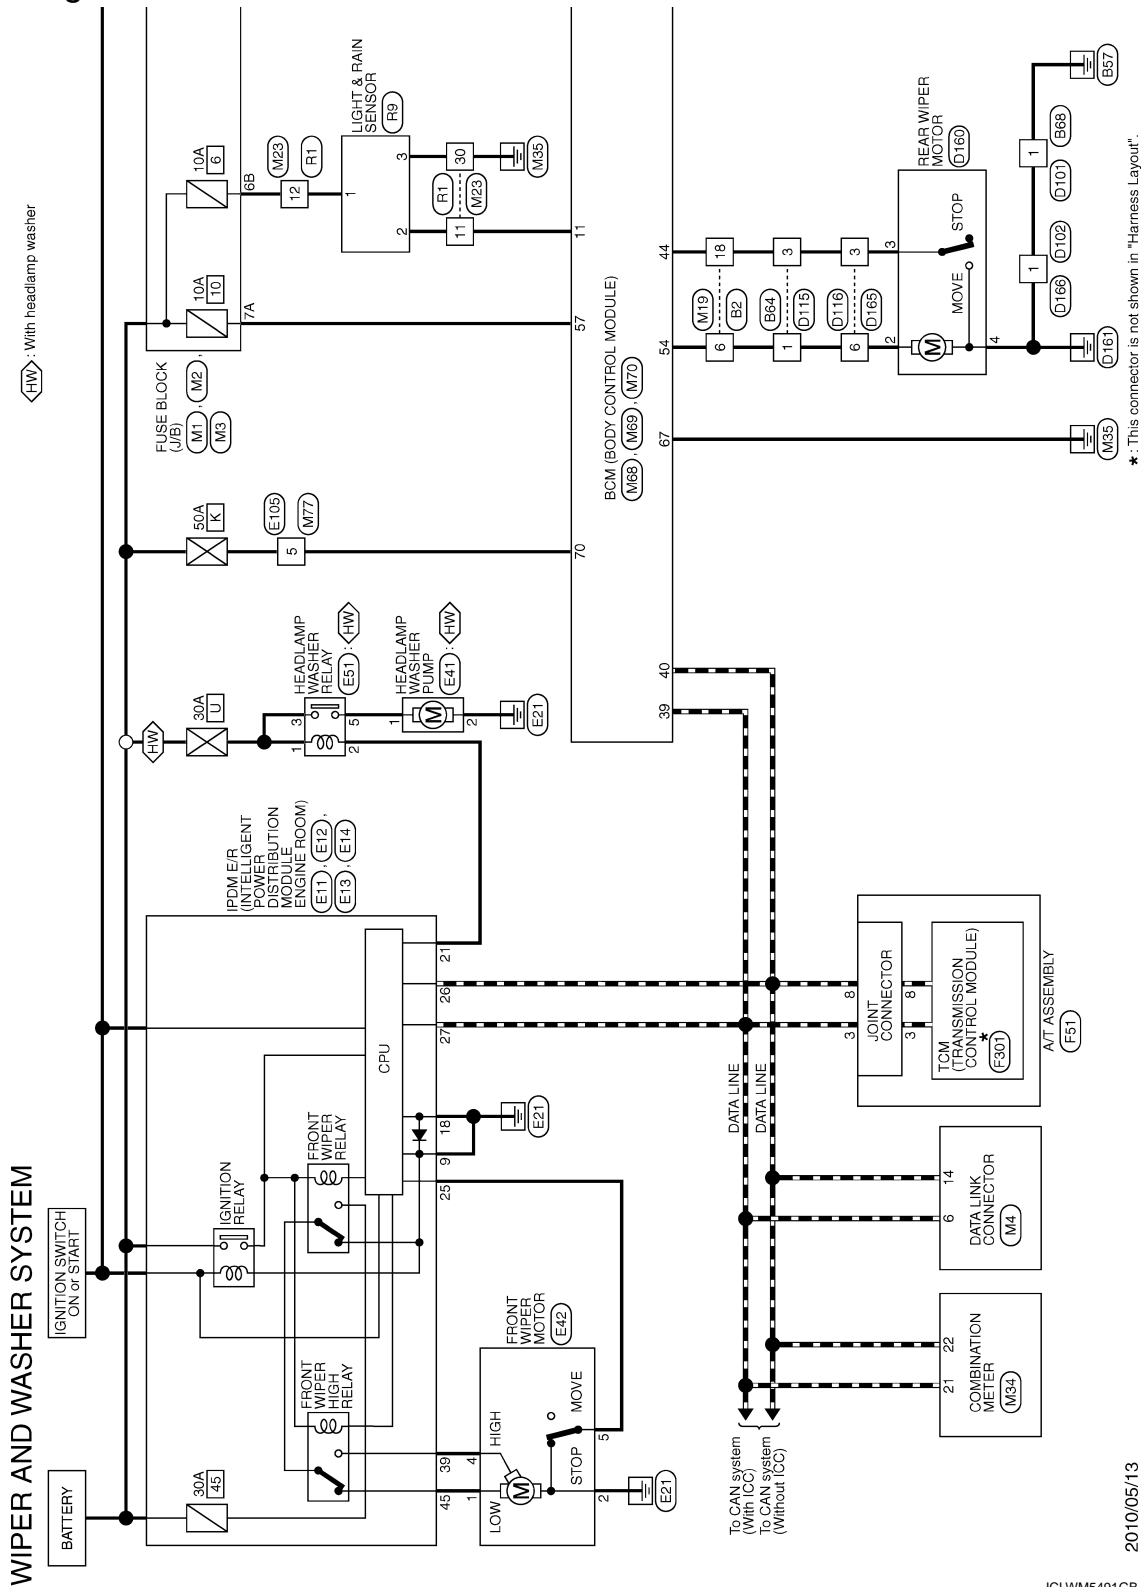 WIPER AND WASHER SYSTEM
HW : With headlamp washer
BATTERY
IGNITION SWITCH
ON or START
30A
45
FRONT
WIPER
HIGH
RELAY
IGNITION
RELAY
FRONT
WIPER
RELAY
CPU
IPDM E/R
(INTELLIGENT
POWER
DISTRIBUTION
MODULE
ENGINE ROOM)
E11 , E12 ,
E13 , E14
45
39
25
9
18
27
26
21
E21
FRONT
WIPER
MOTOR
E42
1
4
LOW
HIGH
M
STOP
MOVE
2
5
E21
HW
30A
U
1
3
2
5
HEADLAMP
WASHER
RELAY
E51 : HW
HEADLAMP
WASHER
PUMP
E41 : HW
1
M
2
E21
50A
K
5
E105
M77
70
FUSE BLOCK
(J/B)
M1 , M2 ,
M3
10A
10
10A
6
7A
6B
12
M23
R1
LIGHT & RAIN
SENSOR
R9
1
2
3
11
30
R1
M23
M35
57
11
BCM (BODY CONTROL MODULE)
M68 , M69 , M70
39
40
67
54
44
M35
6
18
M19
B2
1
3
B64
D115
6
3
D116
D165
REAR WIPER
MOTOR
D160
2
3
M
MOVE
STOP
4
D161
1
D166
D102
1
D101
B68
B57
DATA LINE
DATA LINE
To CAN system
(With ICC)
To CAN system
(Without ICC)
21
22
COMBINATION
METER
M34
6
14
DATA LINK
CONNECTOR
M4
3
8
JOINT
CONNECTOR
3
8
TCM
(TRANSMISSION
CONTROL MODULE)
* F301
A/T ASSEMBLY
F51
* : This connector is not shown in "Harness Layout".
2010/05/13